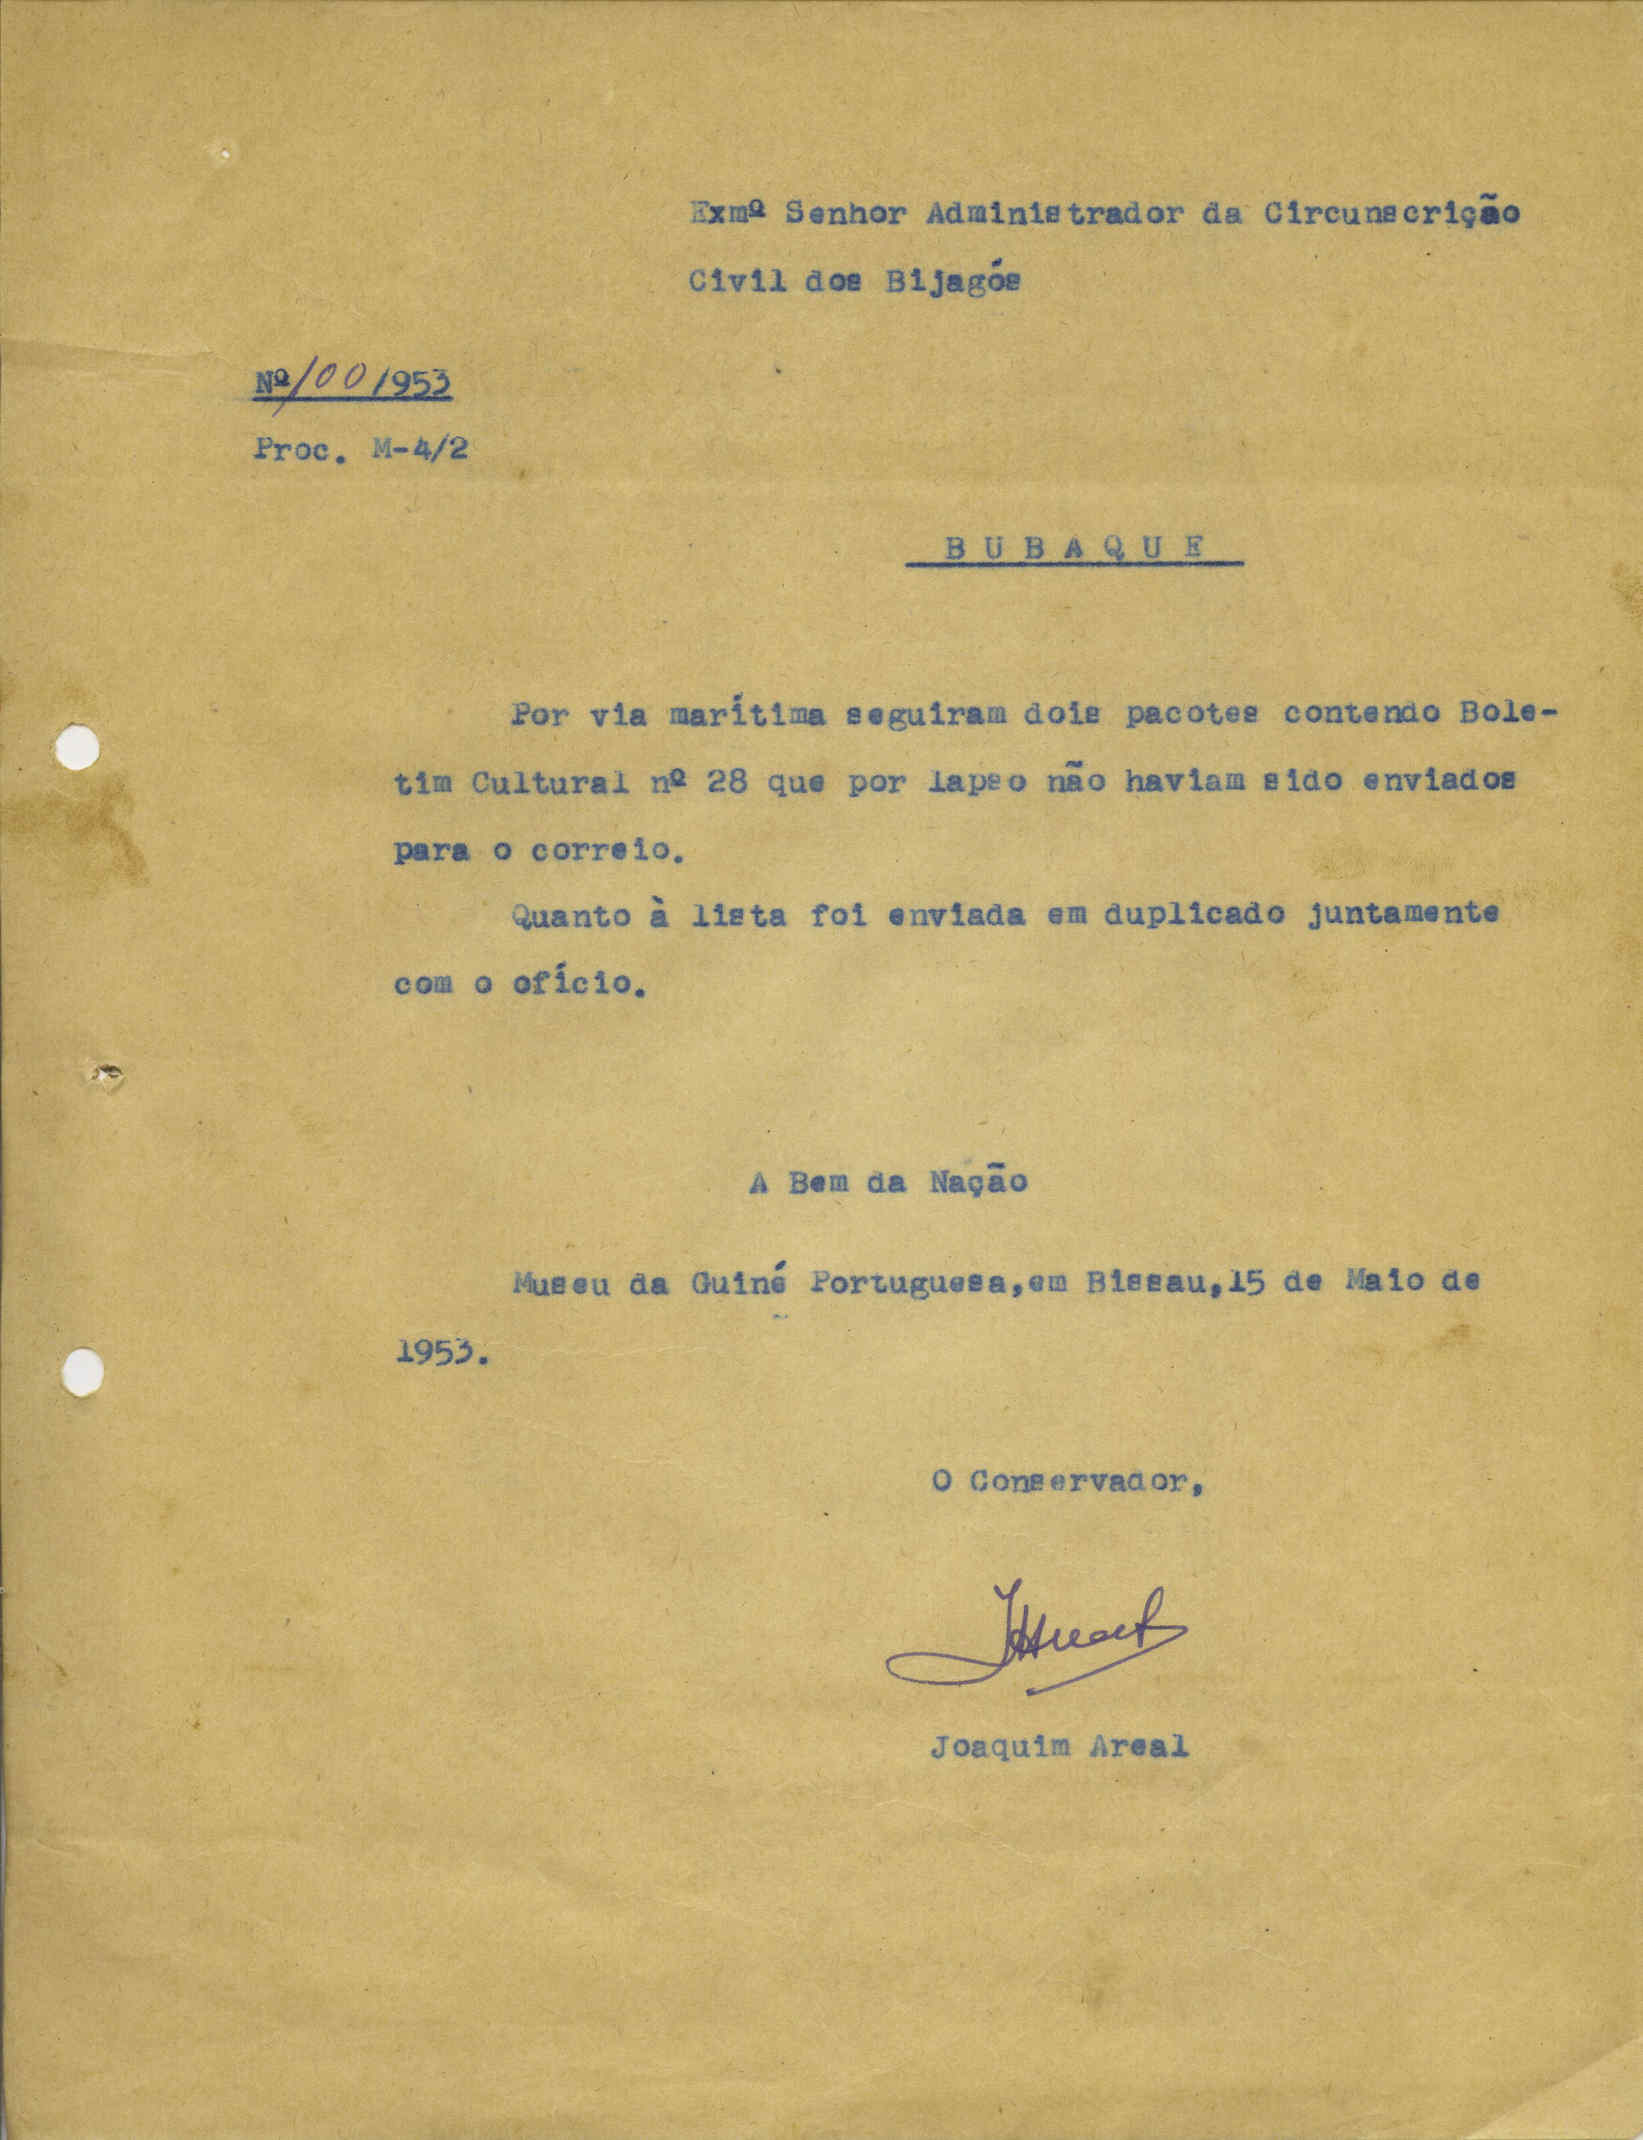 Exmº Senhor Administrador da Circunscrição
Civil dos Bijagós
Nº 100/1953
Proc. M-4/2
B U B A Q U E
Por via marítima seguiram dois pacotes contendo Bole-
tim Cultural nº 28 que por lapso não haviam sido enviados
para o correio.
Quanto à lista foi enviada em duplicado juntamente
com o ofício.
A Bem da Nação
Museu da Guiné Portuguesa,em Bissau,15 de Maio de
1953.
O Conservador,
Joaquim Areal